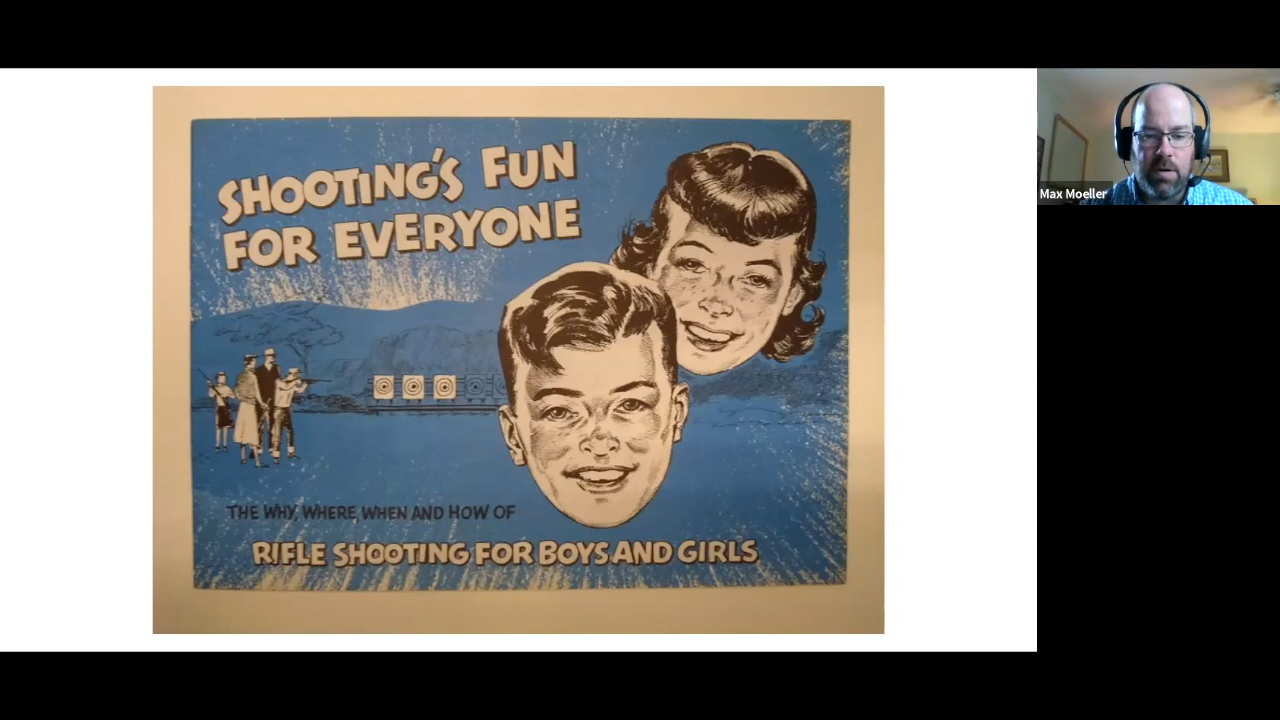 SHOOTING'S FUN
FOR EVERYONE
THE WHY, WHERE, WHEN AND HOW OF
RIFLE SHOOTING FOR BOYS AND GIRLS
Max Moeller